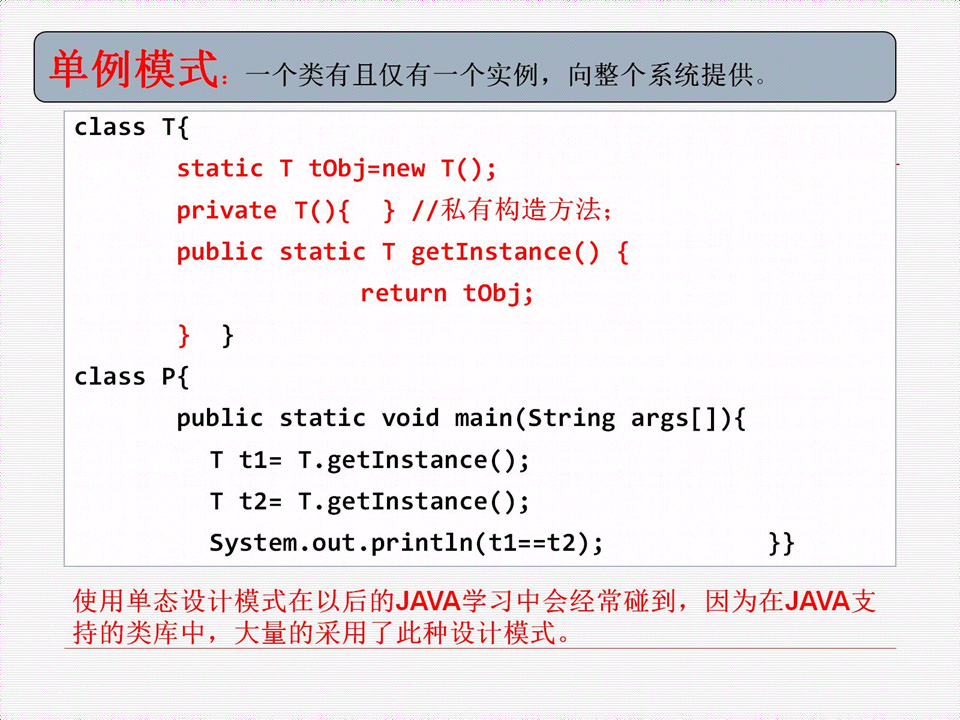 单例模式：一个类有且仅有一个实例，向整个系统提供。
class T{
static T tObj=new T();
private T(){ } //私有构造方法;
public static T getInstance() {
return tObj;
} }
class P{
public static void main(String args[]){
T t1= T.getInstance();
T t2= T.getInstance();
System.out.println(t1==t2); }}
使用单态设计模式在以后的JAVA学习中会经常碰到，因为在JAVA支
持的类库中，大量的采用了此种设计模式。